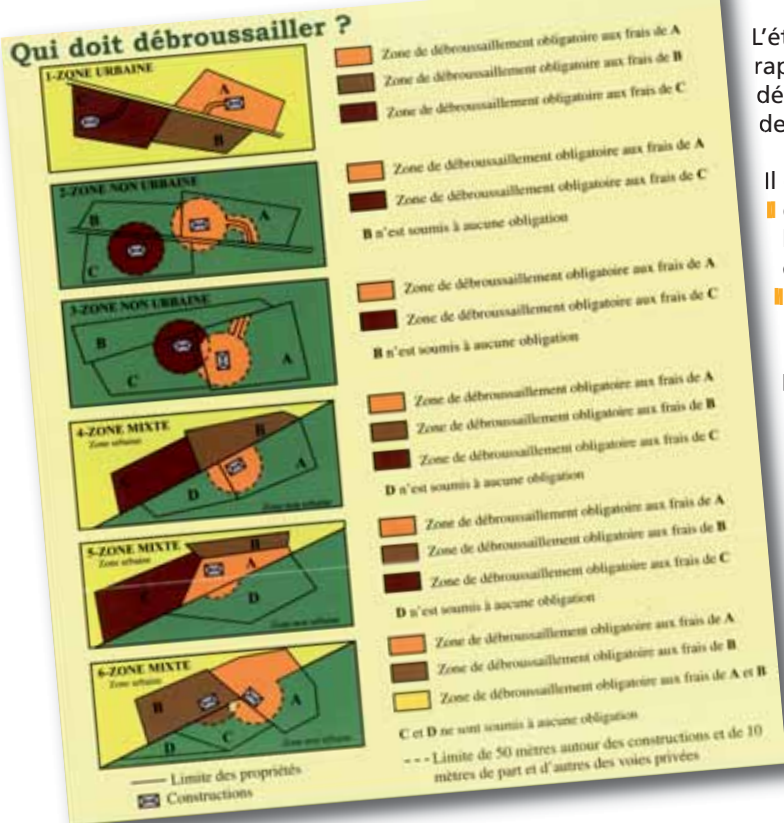 Qui doit débroussailler ?
1-ZONE URBAINE
C
A
B
Zone de débroussaillement obligatoire aux frais de A
Zone de débroussaillement obligatoire aux frais de B
Zone de débroussaillement obligatoire aux frais de C
2-ZONE NON URBAINE
B
A
C
Zone de débroussaillement obligatoire aux frais de A
Zone de débroussaillement obligatoire aux frais de C
B n'est soumis à aucune obligation
3-ZONE NON URBAINE
B
C
A
Zone de débroussaillement obligatoire aux frais de A
Zone de débroussaillement obligatoire aux frais de C
B n'est soumis à aucune obligation
4-ZONE MIXTE
Zone urbaine
B
C
A
D
Zone non urbaine
Zone de débroussaillement obligatoire aux frais de A
Zone de débroussaillement obligatoire aux frais de B
Zone de débroussaillement obligatoire aux frais de C
D n'est soumis à aucune obligation
5-ZONE MIXTE
Zone urbaine
B
A
C
D
Zone non urbaine
Zone de débroussaillement obligatoire aux frais de A
Zone de débroussaillement obligatoire aux frais de B
Zone de débroussaillement obligatoire aux frais de C
D n'est soumis à aucune obligation
6-ZONE MIXTE
Zone urbaine
B
A
C
D
Zone non urbaine
Zone de débroussaillement obligatoire aux frais de A
Zone de débroussaillement obligatoire aux frais de B
Zone de débroussaillement obligatoire aux frais de A et B
C et D ne sont soumis à aucune obligation
Limite des propriétés
Constructions
--- Limite de 50 mètres autour des constructions et de 10
mètres de part et d'autres des voies privées
L'ét
rap
dé
de
Il